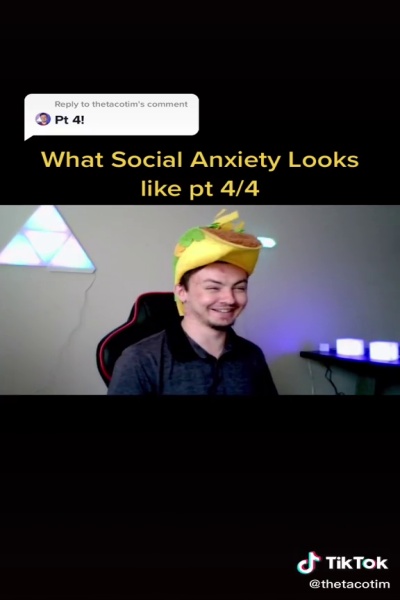 Reply to thetacotim's comment
Pt 4!
What Social Anxiety Looks
like pt 4/4
TikTok
@thetacotim